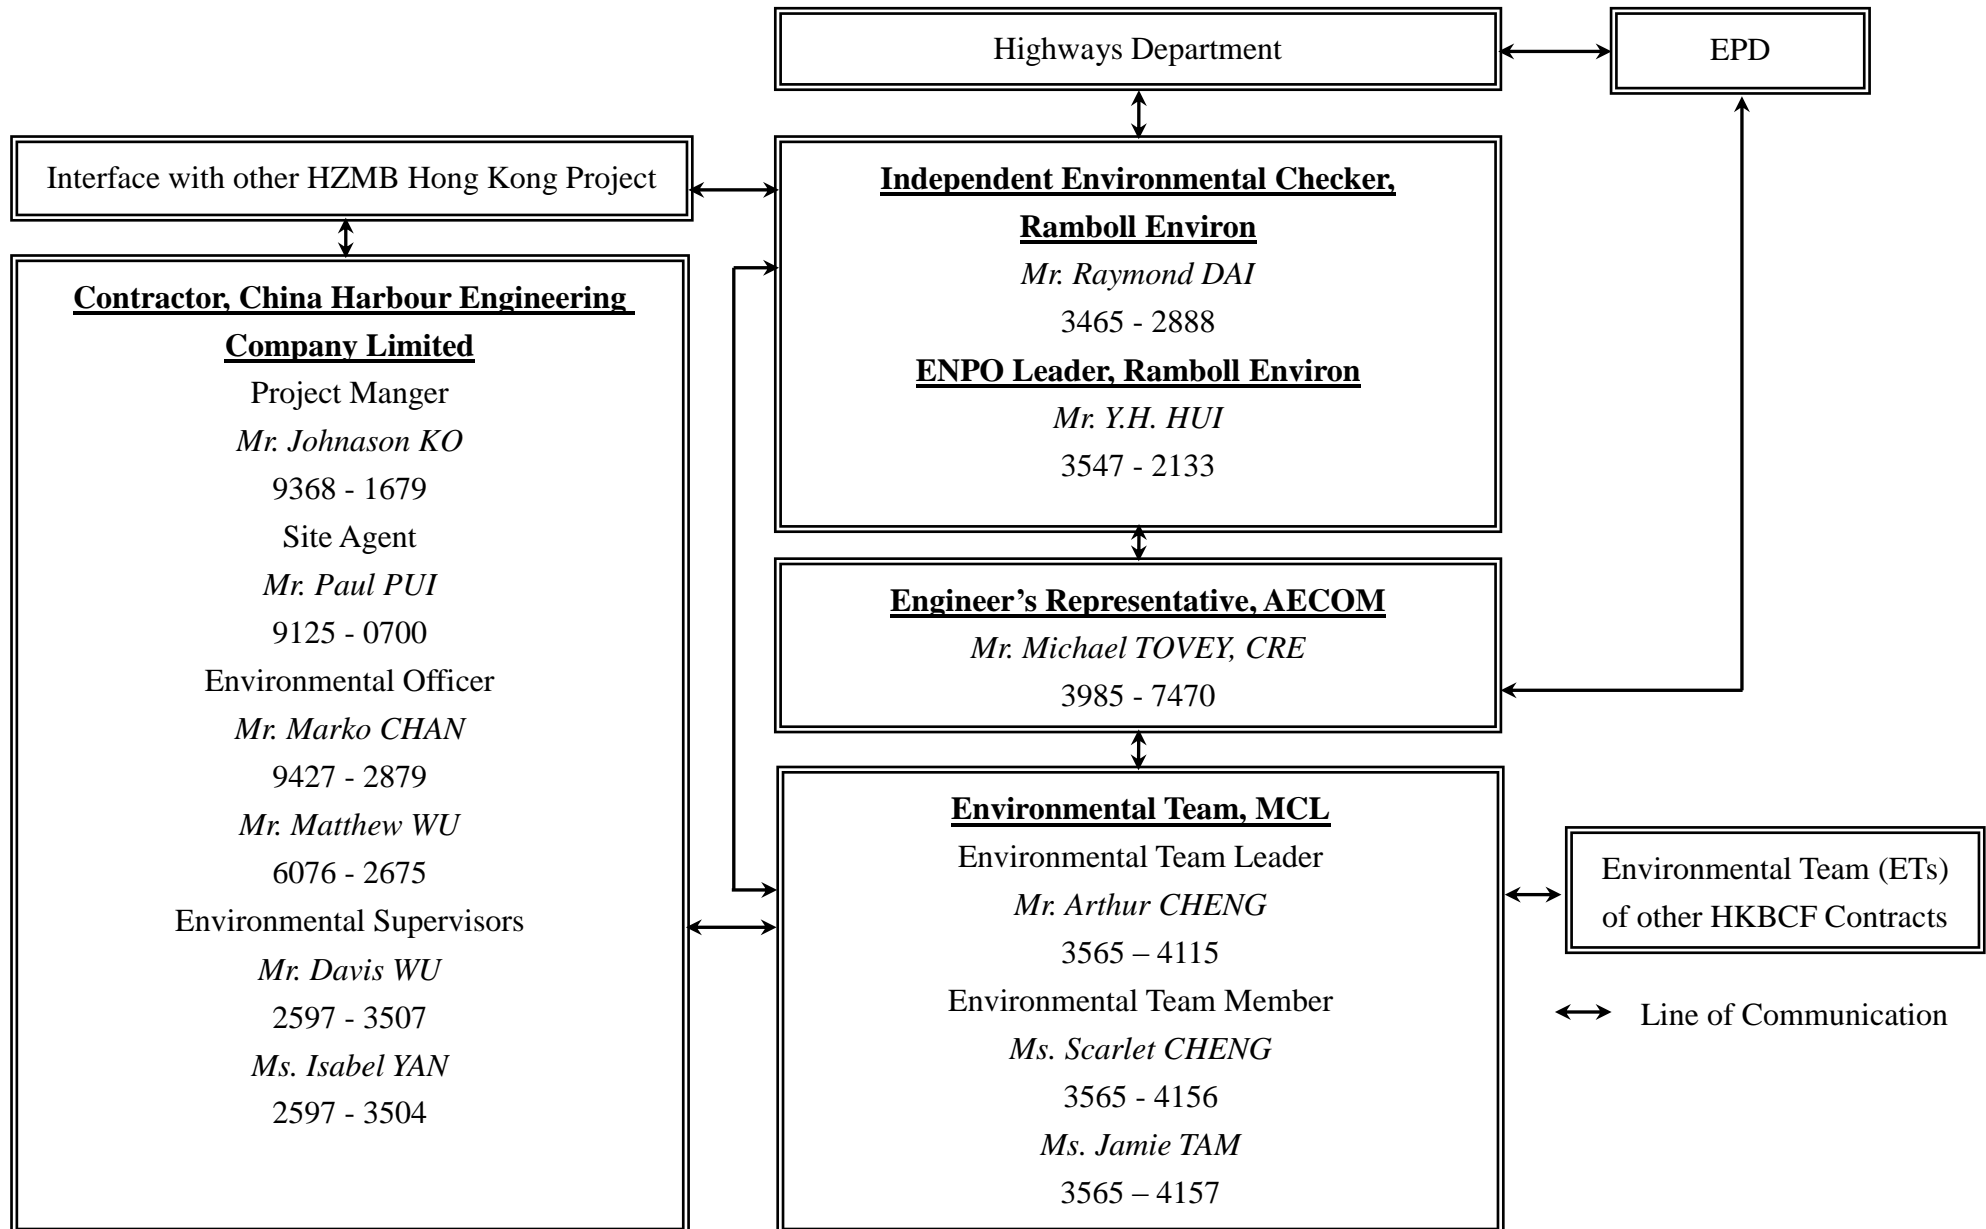 Highways Department
EPD
Interface with other HZMB Hong Kong Project
Independent Environmental Checker,
Ramboll Environ
Mr. Raymond DAI
3465 - 2888
ENPO Leader, Ramboll Environ
Mr. Y.H. HUI
3547 - 2133
Contractor, China Harbour Engineering
Company Limited
Project Manger
Mr. Johnason KO
9368 - 1679
Site Agent
Mr. Paul PUI
9125 - 0700
Environmental Officer
Mr. Marko CHAN
9427 - 2879
Mr. Matthew WU
6076 - 2675
Environmental Supervisors
Mr. Davis WU
2597 - 3507
Ms. Isabel YAN
2597 - 3504
Engineer’s Representative, AECOM
Mr. Michael TOVEY, CRE
3985 - 7470
Environmental Team, MCL
Environmental Team Leader
Mr. Arthur CHENG
3565 – 4115
Environmental Team Member
Ms. Scarlet CHENG
3565 - 4156
Ms. Jamie TAM
3565 – 4157
Environmental Team (ETs)
of other HKBCF Contracts
Line of Communication